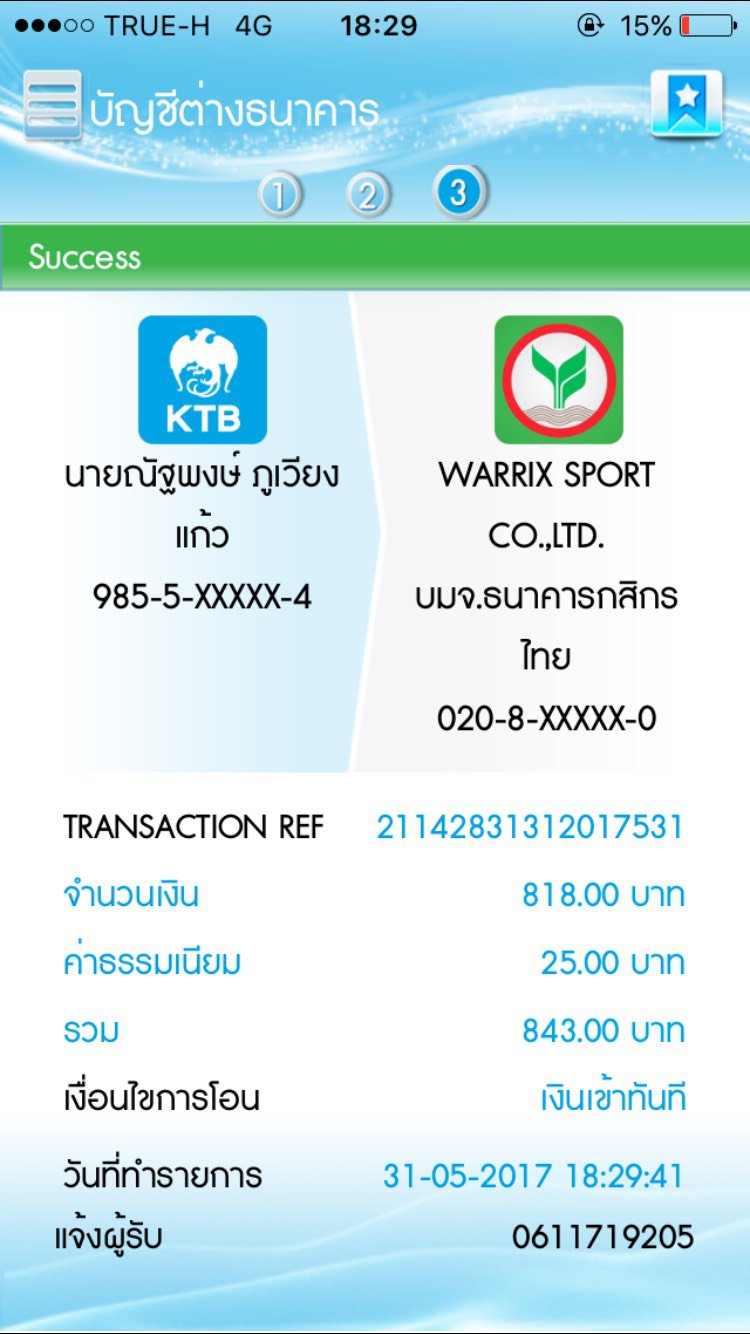 TRUE-H 4G 18:29 15%
บัญชีต่างธนาคาร
1 2 3
Success
KTB
นายณัฐพงษ์ ภูเวียง
แก้ว
985-5-XXXXX-4
WARRIX SPORT
CO.,LTD.
บมจ.ธนาคารกสิกร
ไทย
020-8-XXXXX-0
TRANSACTION REF 21142831312017531
จำนวนเงิน 818.00 บาท
ค่าธรรมเนียม 25.00 บาท
รวม 843.00 บาท
เงื่อนไขการโอน เงินเข้าทันที
วันที่ทำรายการ 31-05-2017 18:29:41
แจ้งผู้รับ 0611719205